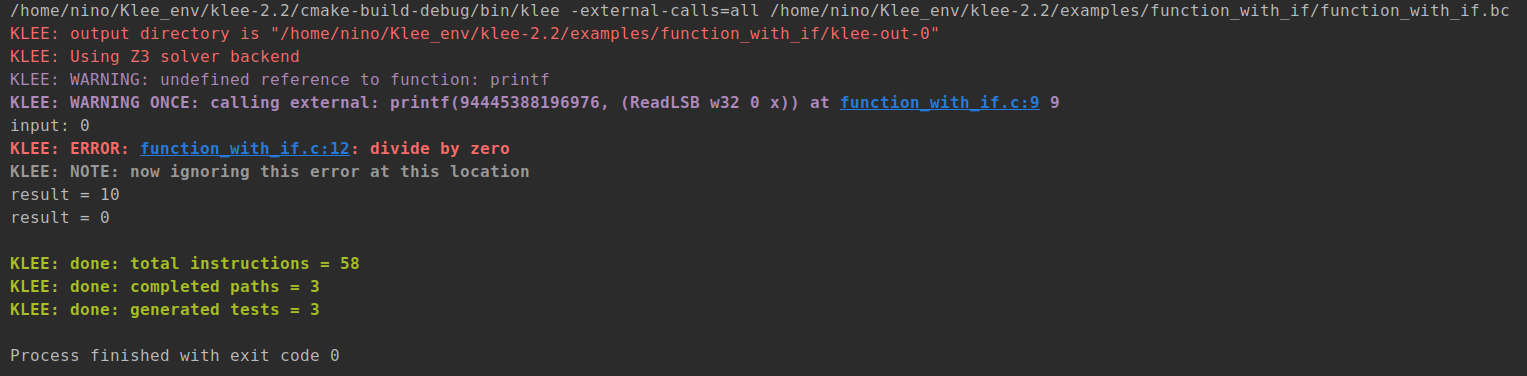 /home/nino/Klee_env/klee-2.2/cmake-build-debug/bin/klee -external-calls=all /home/nino/Klee_env/klee-2.2/examples/function_with_if/function_with_if.bc
KLEE: output directory is "/home/nino/Klee_env/klee-2.2/examples/function_with_if/klee-out-0"
KLEE: Using Z3 solver backend
KLEE: WARNING: undefined reference to function: printf
KLEE: WARNING ONCE: calling external: printf(94445388196976, (ReadLSB w32 0 x)) at function_with_if.c:9 9
input: 0
KLEE: ERROR: function_with_if.c:12: divide by zero
KLEE: NOTE: now ignoring this error at this location
result = 10
result = 0
KLEE: done: total instructions = 58
KLEE: done: completed paths = 3
KLEE: done: generated tests = 3
Process finished with exit code 0